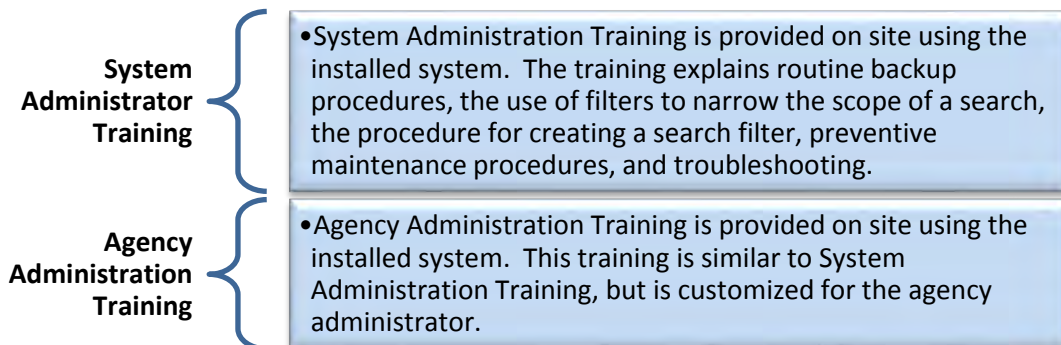 System
Administrator
Training
•System Administration Training is provided on site using the
installed system.  The training explains routine backup
procedures, the use of filters to narrow the scope of a search,
the procedure for creating a search filter, preventive
maintenance procedures, and troubleshooting.
Agency
Administration
Training
•Agency Administration Training is provided on site using the
installed system.  This training is similar to System
Administration Training, but is customized for the agency
administrator.